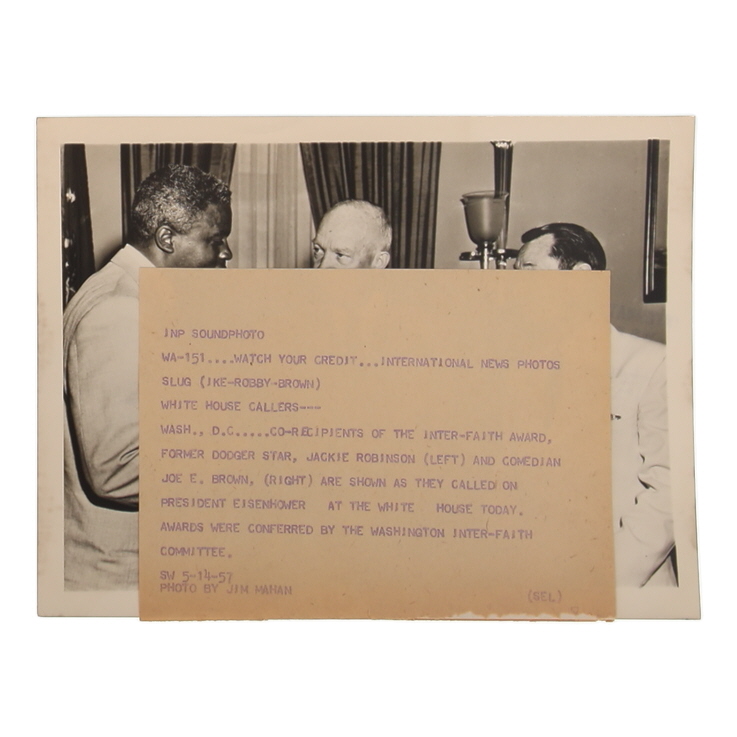 INP SOUNDPHOTO
WA-151....WATCH YOUR CREDIT...INTERNATIONAL NEWS PHOTOS
SLUG (IKE-ROBBY-BROWN)
WHITE HOUSE CALLERS---
WASH., D.C.....CO-RECIPIENTS OF THE INTER-FAITH AWARD,
FORMER DODGER STAR, JACKIE ROBINSON (LEFT) AND COMEDIAN
JOE E. BROWN, (RIGHT) ARE SHOWN AS THEY CALLED ON
PRESIDENT EISENHOWER AT THE WHITE HOUSE TODAY.
AWARDS WERE CONFERRED BY THE WASHINGTON INTER-FAITH
COMMITTEE.
SW 5-14-57
PHOTO BY JIM MAHAN (SEL)